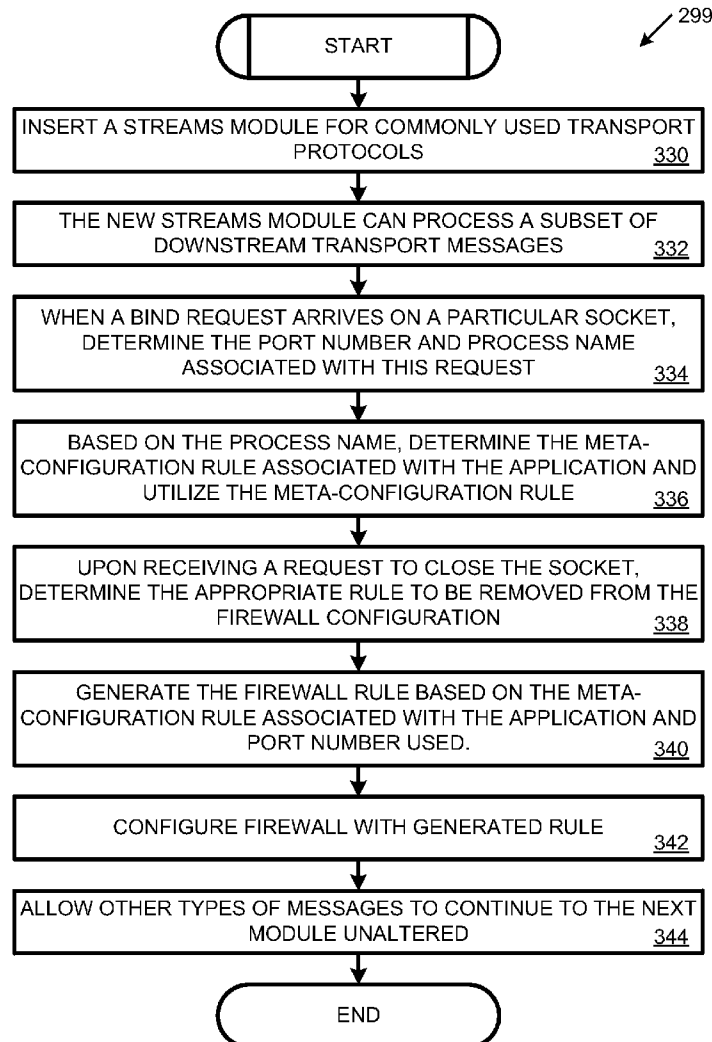 299
START
INSERT A STREAMS MODULE FOR COMMONLY USED TRANSPORT
PROTOCOLS
330
THE NEW STREAMS MODULE CAN PROCESS A SUBSET OF
DOWNSTREAM TRANSPORT MESSAGES
332
WHEN A BIND REQUEST ARRIVES ON A PARTICULAR SOCKET,
DETERMINE THE PORT NUMBER AND PROCESS NAME
ASSOCIATED WITH THIS REQUEST
334
BASED ON THE PROCESS NAME, DETERMINE THE META-
CONFIGURATION RULE ASSOCIATED WITH THE APPLICATION AND
UTILIZE THE META-CONFIGURATION RULE
336
UPON RECEIVING A REQUEST TO CLOSE THE SOCKET,
DETERMINE THE APPROPRIATE RULE TO BE REMOVED FROM THE
FIREWALL CONFIGURATION
338
GENERATE THE FIREWALL RULE BASED ON THE META-
CONFIGURATION RULE ASSOCIATED WITH THE APPLICATION AND
PORT NUMBER USED.
340
CONFIGURE FIREWALL WITH GENERATED RULE
342
ALLOW OTHER TYPES OF MESSAGES TO CONTINUE TO THE NEXT
MODULE UNALTERED
344
END